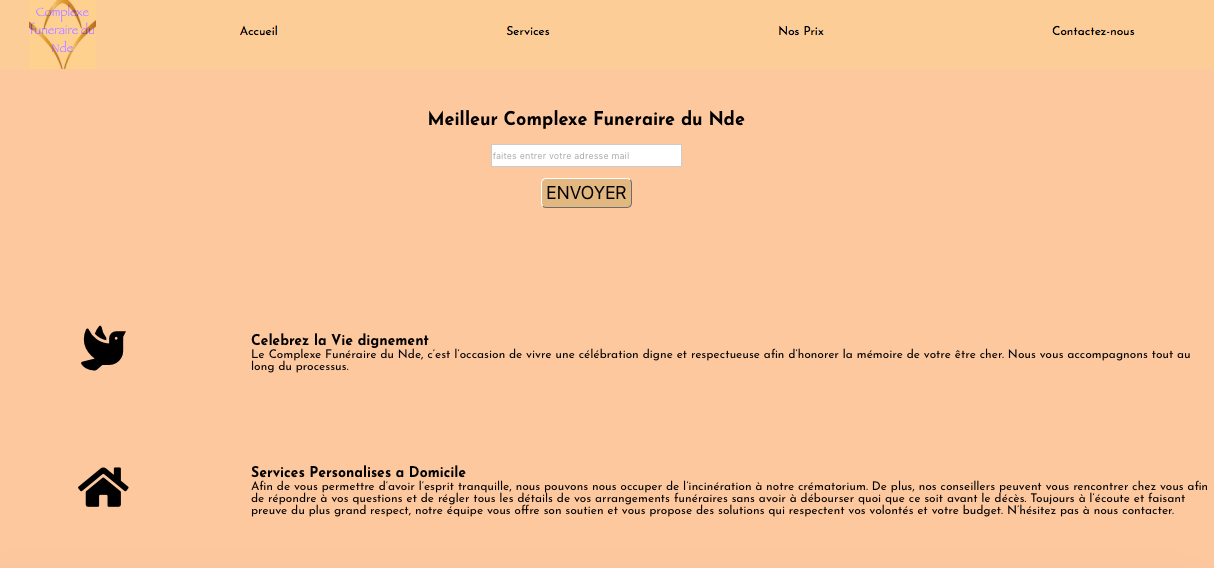 Complexe
funeraire du
Nde
Accueil
Services
Nos Prix
Contactez-nous
Meilleur Complexe Funeraire du Nde
faites entrer votre adresse mail
ENVOYER
Celebrez la Vie dignement
Le Complexe Funéraire du Nde, c'est l'occasion de vivre une célébration digne et respectueuse afin d'honorer la mémoire de votre être cher. Nous vous accompagnons tout au
long du processus.
Services Personalises a Domicile
Afin de vous permettre d'avoir l'esprit tranquille, nous pouvons nous occuper de l'incinération à notre crématorium. De plus, nos conseillers peuvent vous rencontrer chez vous afin
de répondre à vos questions et de régler tous les détails de vos arrangements funéraires sans avoir à débourser quoi que ce soit avant le décès. Toujours à l'écoute et faisant
preuve du plus grand respect, notre équipe vous offre son soutien et vous propose des solutions qui respectent vos volontés et votre budget. N'hésitez pas à nous contacter.